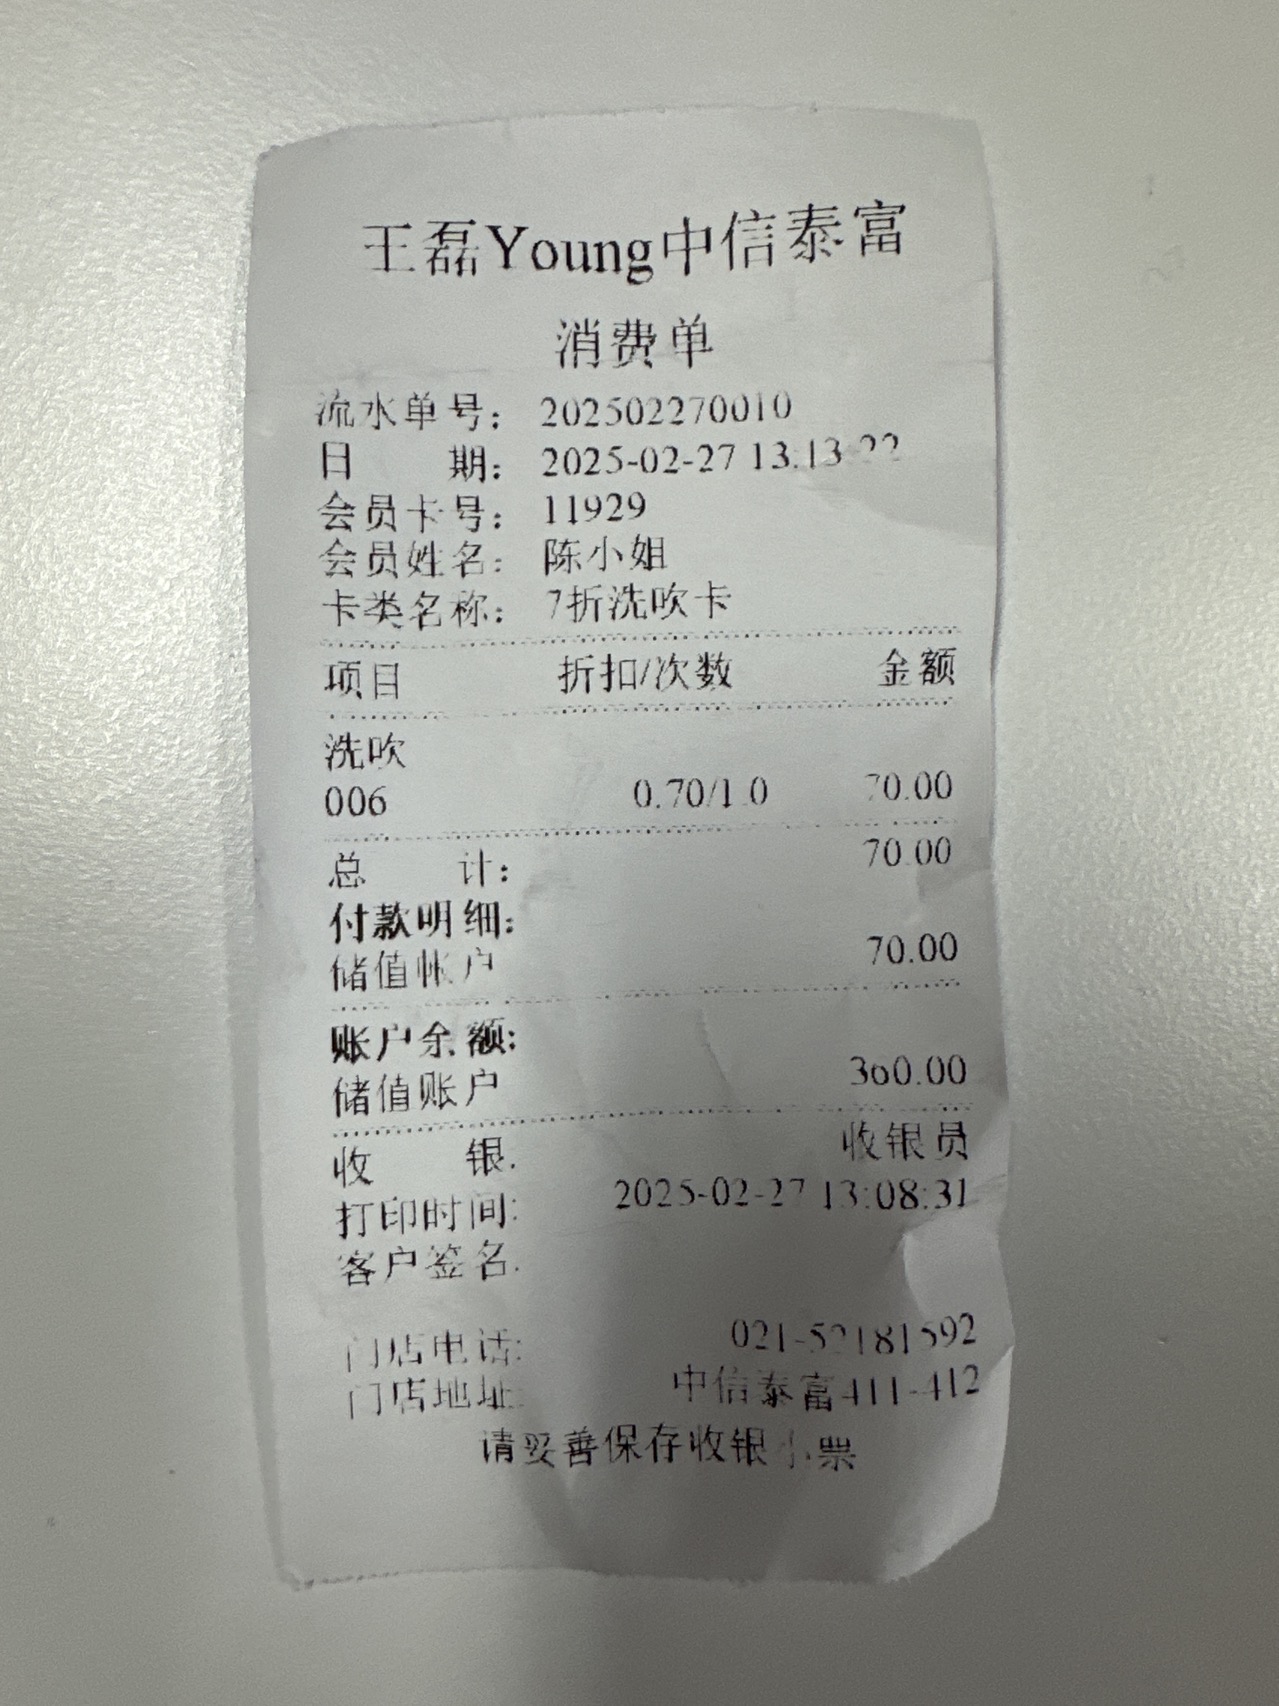 王磊Young中信泰富
消费单
流水单号： 202502270010
日 期： 2025-02-27 13:13:22
会员卡号： 11929
会员姓名： 陈小姐
卡类名称： 7折洗吹卡
项目 折扣/次数 金额
洗吹
006 0.70/1.0 70.00
总 计： 70.00
付款明细:
储值帐户 70.00
账户余额:
储值账户 360.00
收 银: 收银员
打印时间: 2025-02-27 13:08:31
客户签名:
门店电话: 021-52181592
门店地址: 中信泰富411-412
请妥善保存收银小票